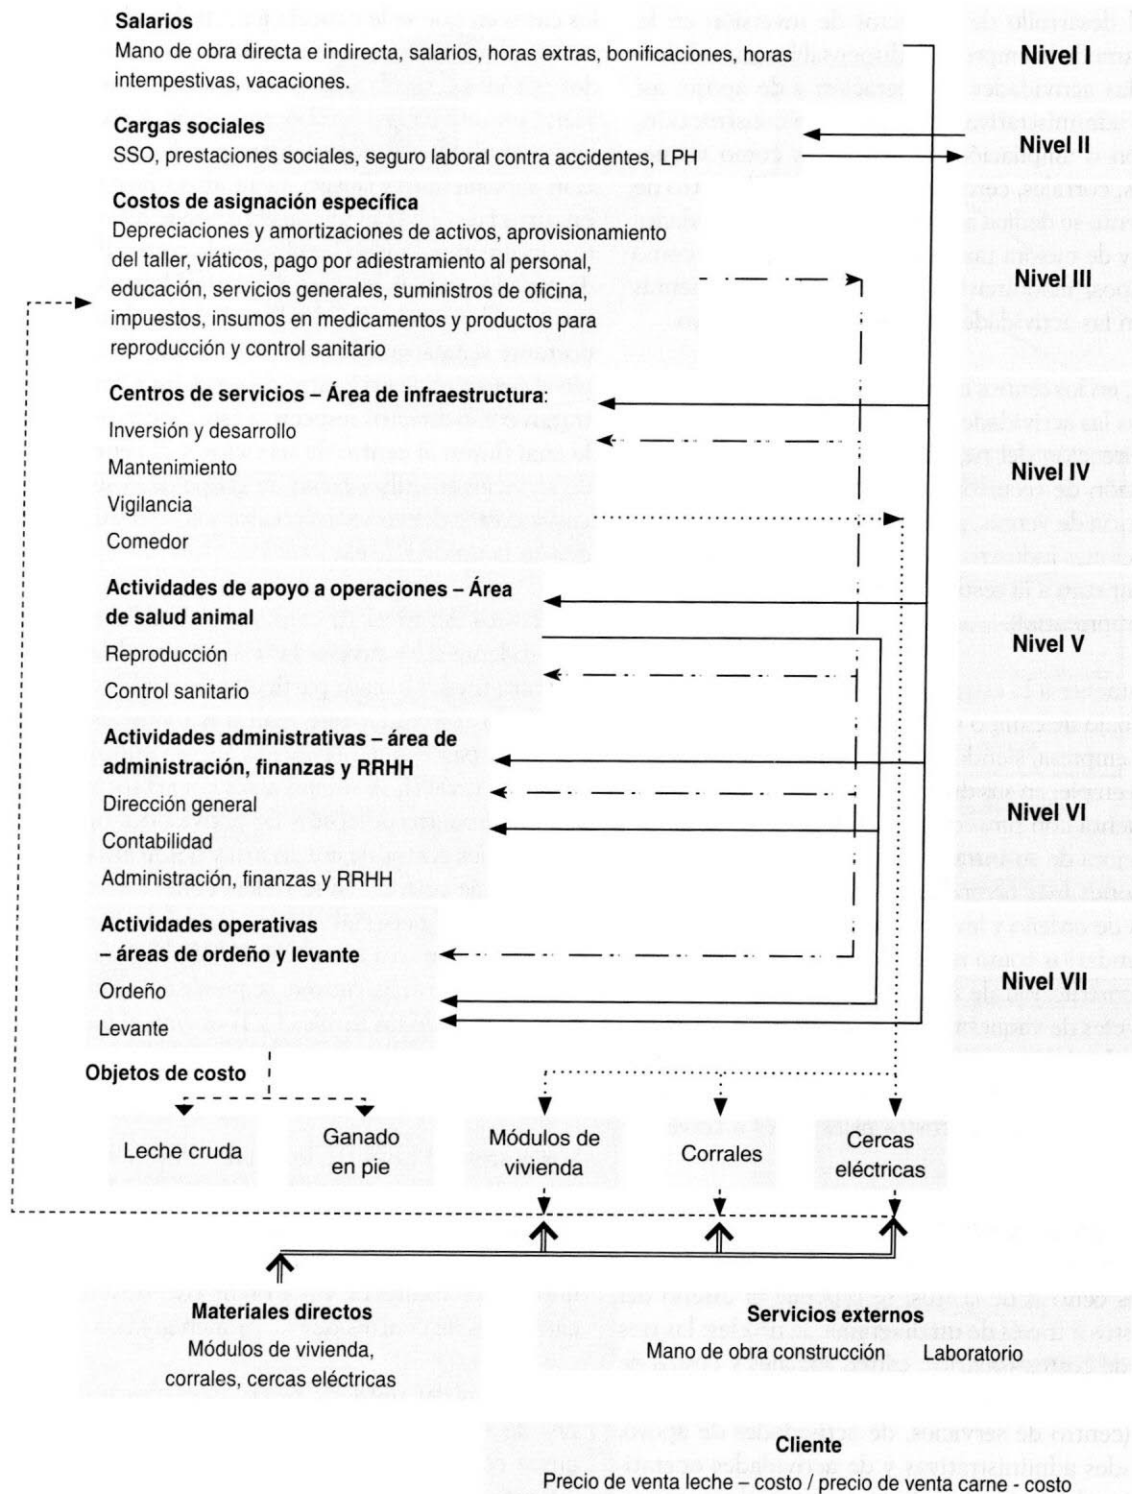 Salarios
Mano de obra directa e indirecta, salarios, horas extras, bonificaciones, horas
intempestivas, vacaciones.
Nivel I
Cargas sociales
SSO, prestaciones sociales, seguro laboral contra accidentes, LPH
Nivel II
Costos de asignación específica
Depreciaciones y amortizaciones de activos, aprovisionamiento
del taller, viáticos, pago por adiestramiento al personal,
educación, servicios generales, suministros de oficina,
impuestos, insumos en medicamentos y productos para
reproducción y control sanitario
Nivel III
Centros de servicios – Área de infraestructura:
Inversión y desarrollo
Mantenimiento
Vigilancia
Comedor
Nivel IV
Actividades de apoyo a operaciones – Área
de salud animal
Reproducción
Control sanitario
Nivel V
Actividades administrativas – área de
administración, finanzas y RRHH
Dirección general
Contabilidad
Administración, finanzas y RRHH
Nivel VI
Actividades operativas
– áreas de ordeño y levante
Ordeño
Levante
Nivel VII
Objetos de costo
Leche cruda
Ganado
en pie
Módulos de
vivienda
Corrales
Cercas
eléctricas
Materiales directos
Módulos de vivienda,
corrales, cercas eléctricas
Servicios externos
Mano de obra construcción Laboratorio
Cliente
Precio de venta leche – costo / precio de venta carne - costo